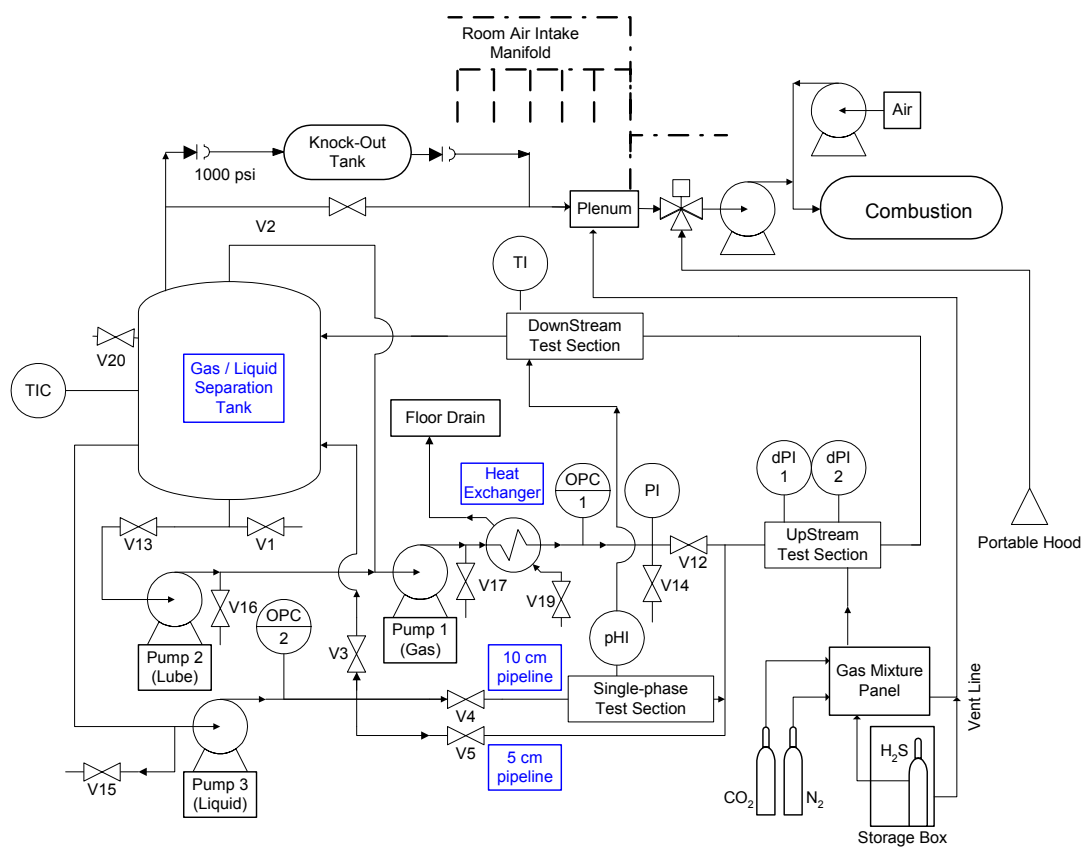 Room Air Intake
Manifold
Air
Knock-Out
Tank
1000 psi
Plenum
Combustion
V2
TI
DownStream
Test Section
V20
Gas / Liquid
Separation
Tank
TIC
Floor Drain
Heat
Exchanger
OPC
1
PI
dPI
1
dPI
2
UpStream
Test Section
Portable Hood
V13
V1
V12
V17
V19
V14
V16
OPC
2
Pump 1
(Gas)
pHI
Pump 2
(Lube)
V3
10 cm
pipeline
Single-phase
Test Section
Gas Mixture
Panel
Vent Line
V4
V5
5 cm
pipeline
V15
Pump 3
(Liquid)
H2S
CO2
N2
Storage Box